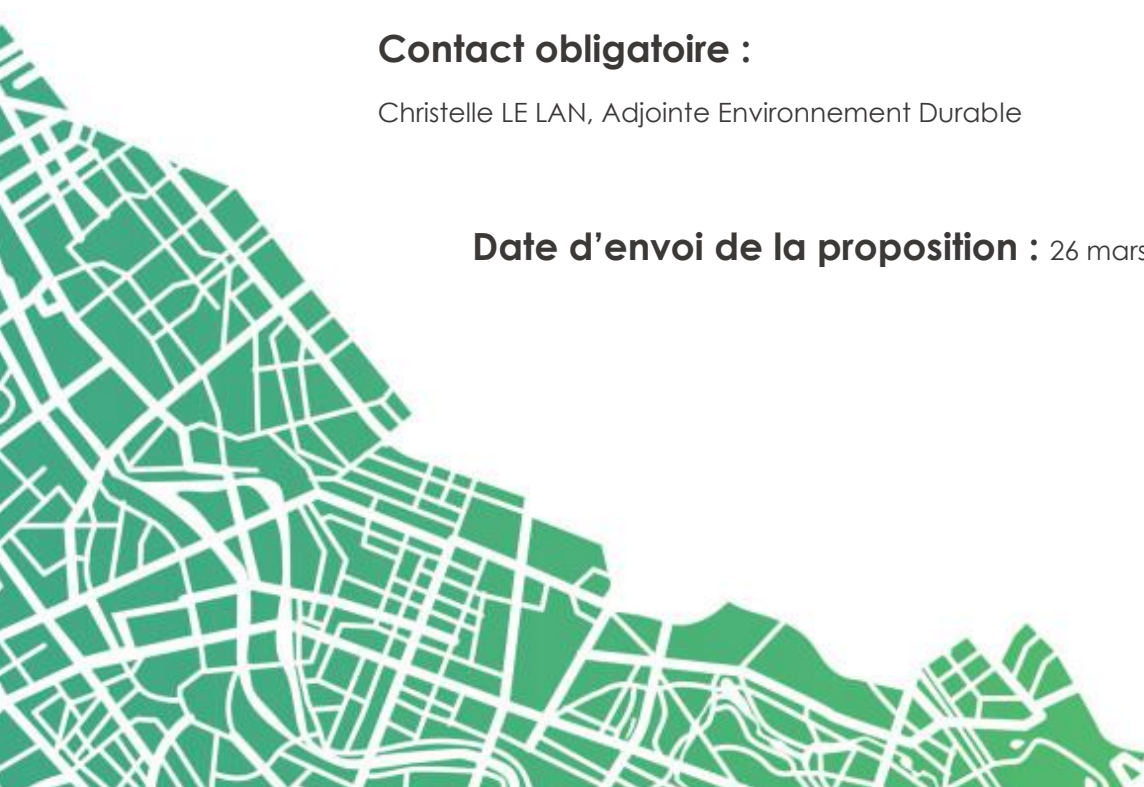 Contact obligatoire :
Christelle LE LAN, Adjointe Environnement Durable
Date d’envoi de la proposition : 26 mars